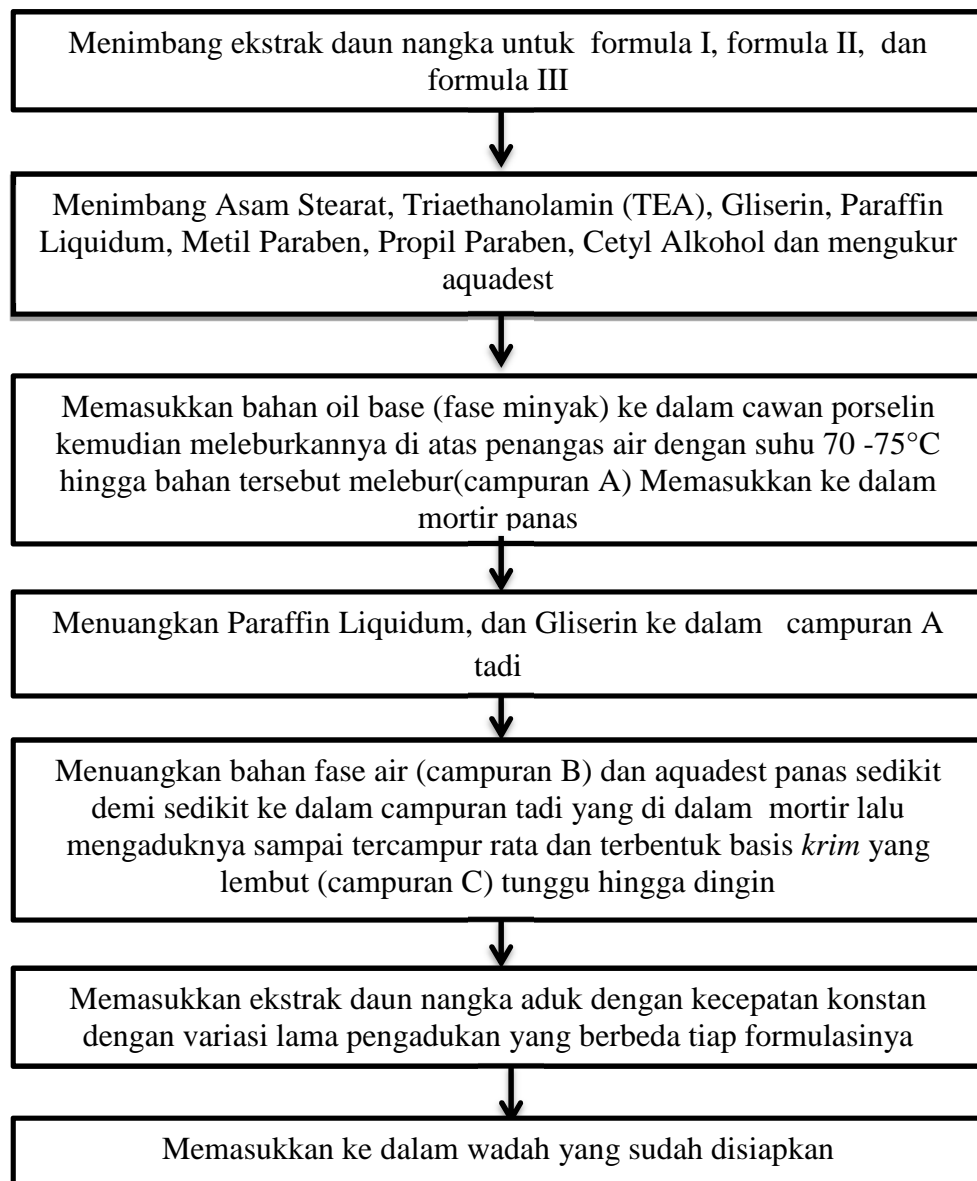 Menimbang ekstrak daun nangka untuk formula I, formula II, dan
formula III
Menimbang Asam Stearat, Triaethanolamin (TEA), Gliserin, Paraffin
Liquidum, Metil Paraben, Propil Paraben, Cetyl Alkohol dan mengukur
aquadest
Memasukkan bahan oil base (fase minyak) ke dalam cawan porselin
kemudian meleburkannya di atas penangas air dengan suhu 70 -75°C
hingga bahan tersebut melebur(campuran A) Memasukkan ke dalam
mortir panas
Menuangkan Paraffin Liquidum, dan Gliserin ke dalam campuran A
tadi
Menuangkan bahan fase air (campuran B) dan aquadest panas sedikit
demi sedikit ke dalam campuran tadi yang di dalam mortir lalu
mengaduknya sampai tercampur rata dan terbentuk basis krim yang
lembut (campuran C) tunggu hingga dingin
Memasukkan ekstrak daun nangka aduk dengan kecepatan konstan
dengan variasi lama pengadukan yang berbeda tiap formulasinya
Memasukkan ke dalam wadah yang sudah disiapkan